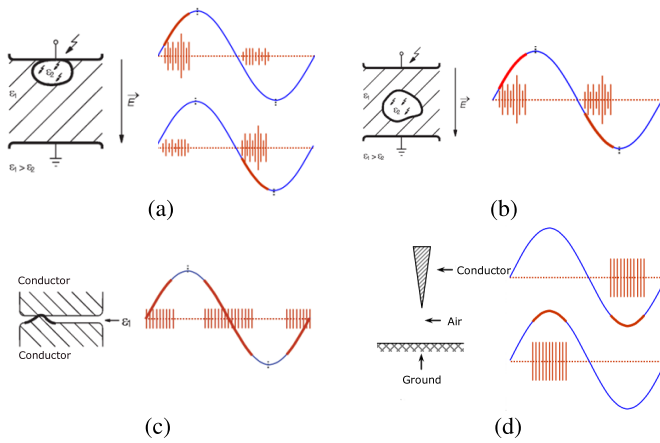 ε₂
ε₁
E
ε₁ > ε₂
(a)
ε₁
ε₂
E
ε₁ > ε₂
(b)
Conductor
ε₁
Conductor
(c)
Conductor
Air
Ground
(d)